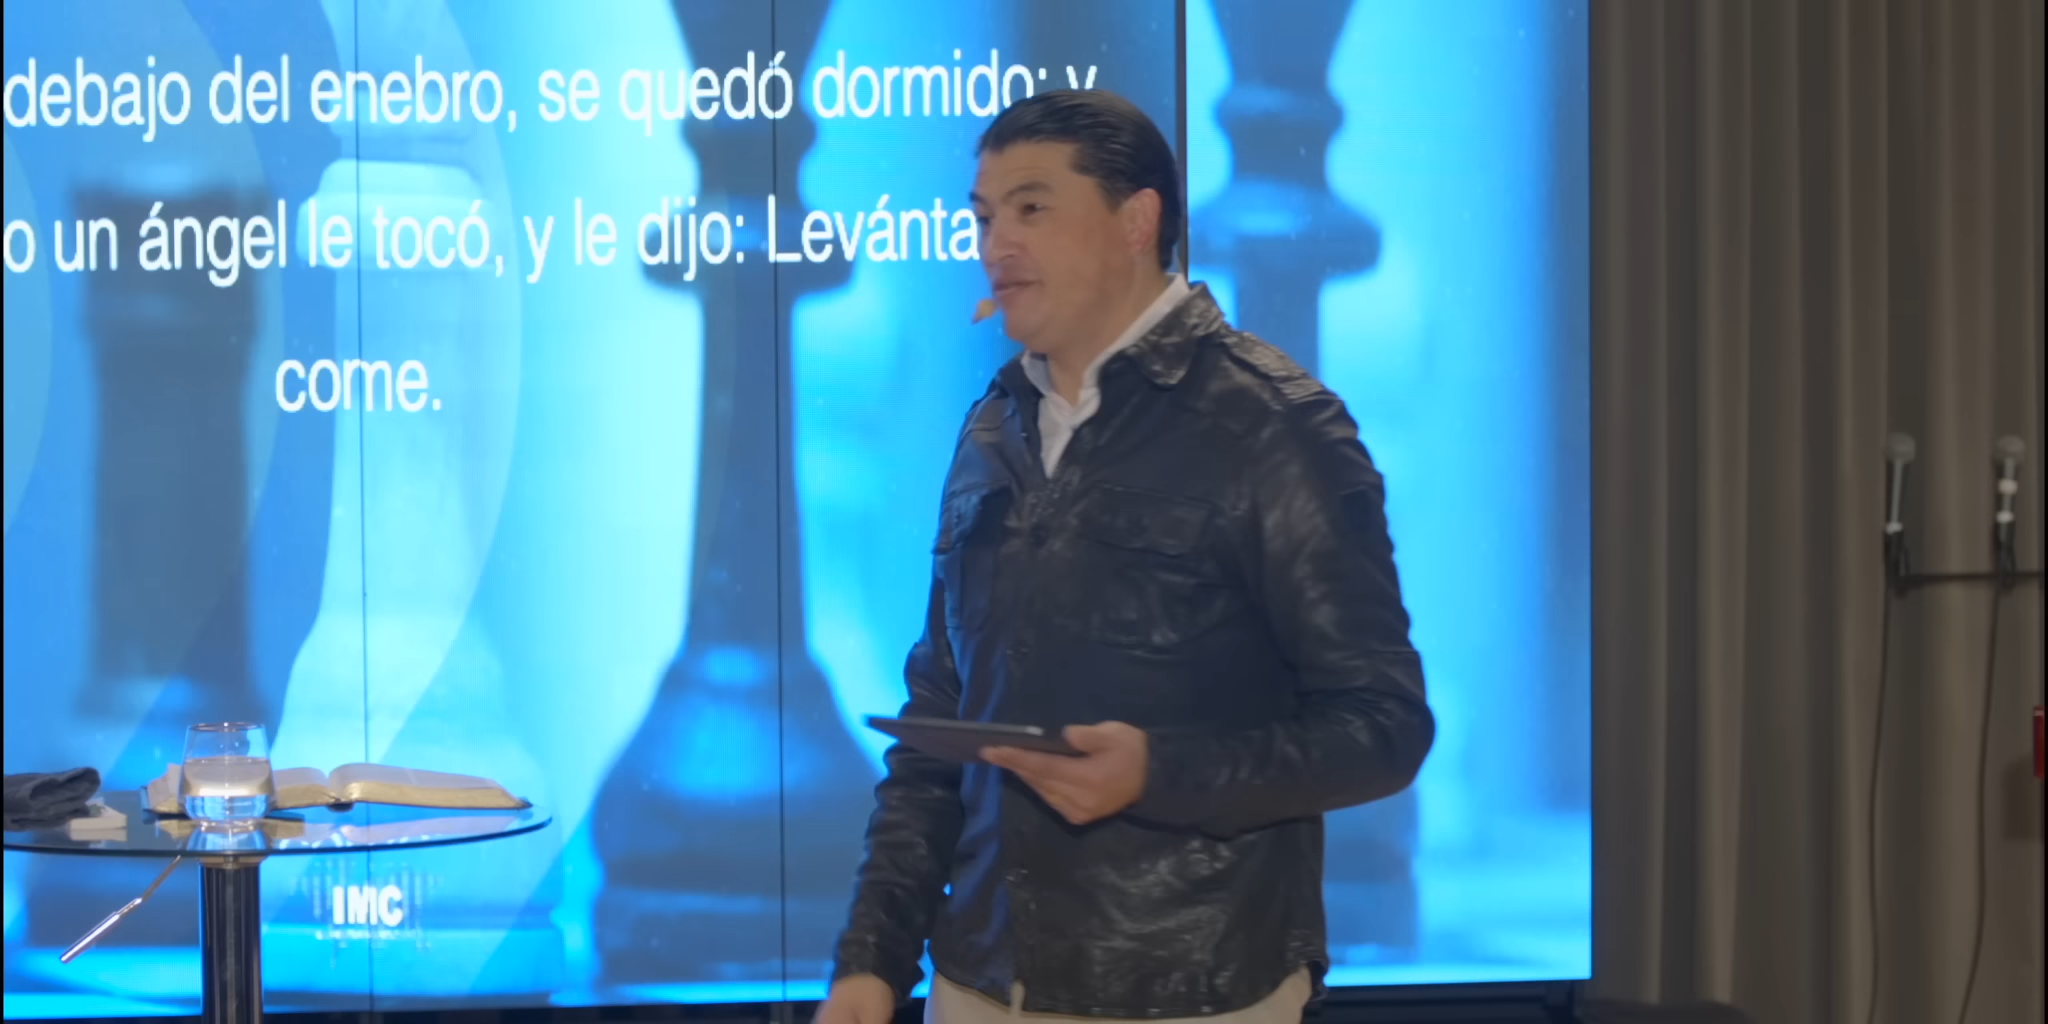 debajo del enebro, se quedó dormido; y
o un ángel le tocó, y le dijo: Levánta
come.
IMC